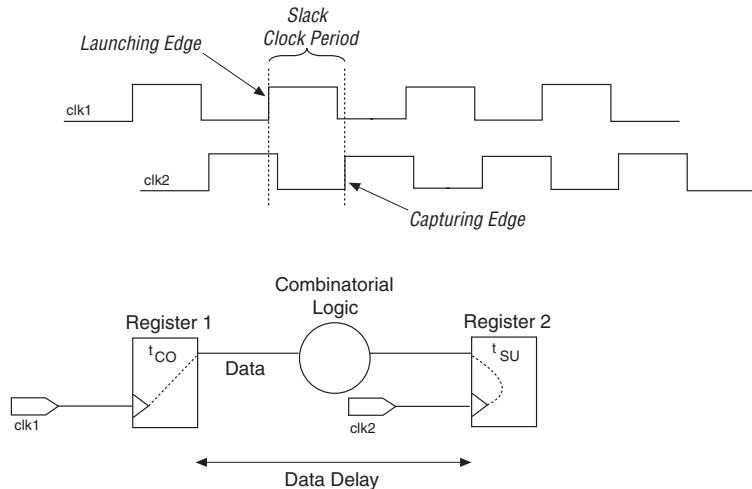 Slack
Clock Period
Launching Edge
clk1
clk2
Capturing Edge
Combinatorial
Logic
Register 1
Register 2
tCO
tSU
Data
clk1
clk2
Data Delay